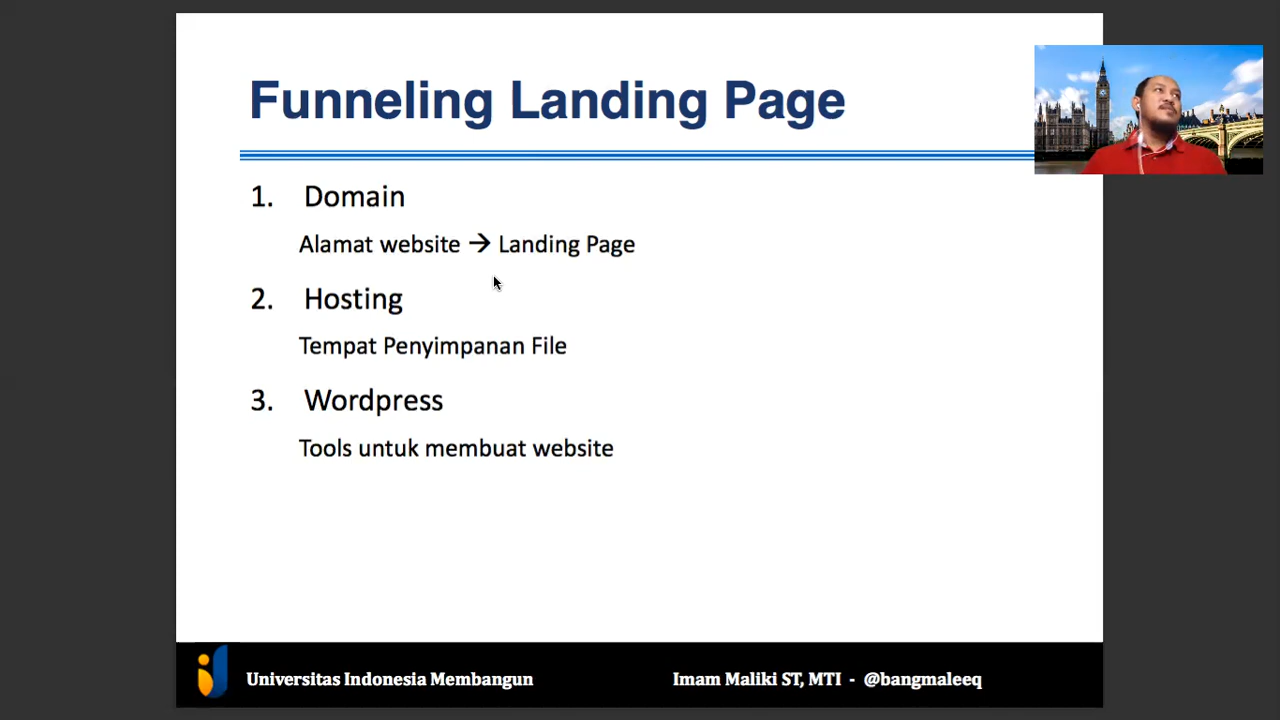 Funneling Landing Page
1. Domain
Alamat website → Landing Page
2. Hosting
Tempat Penyimpanan File
3. Wordpress
Tools untuk membuat website
Universitas Indonesia Membangun
Imam Maliki ST, MTI - @bangmaleeq